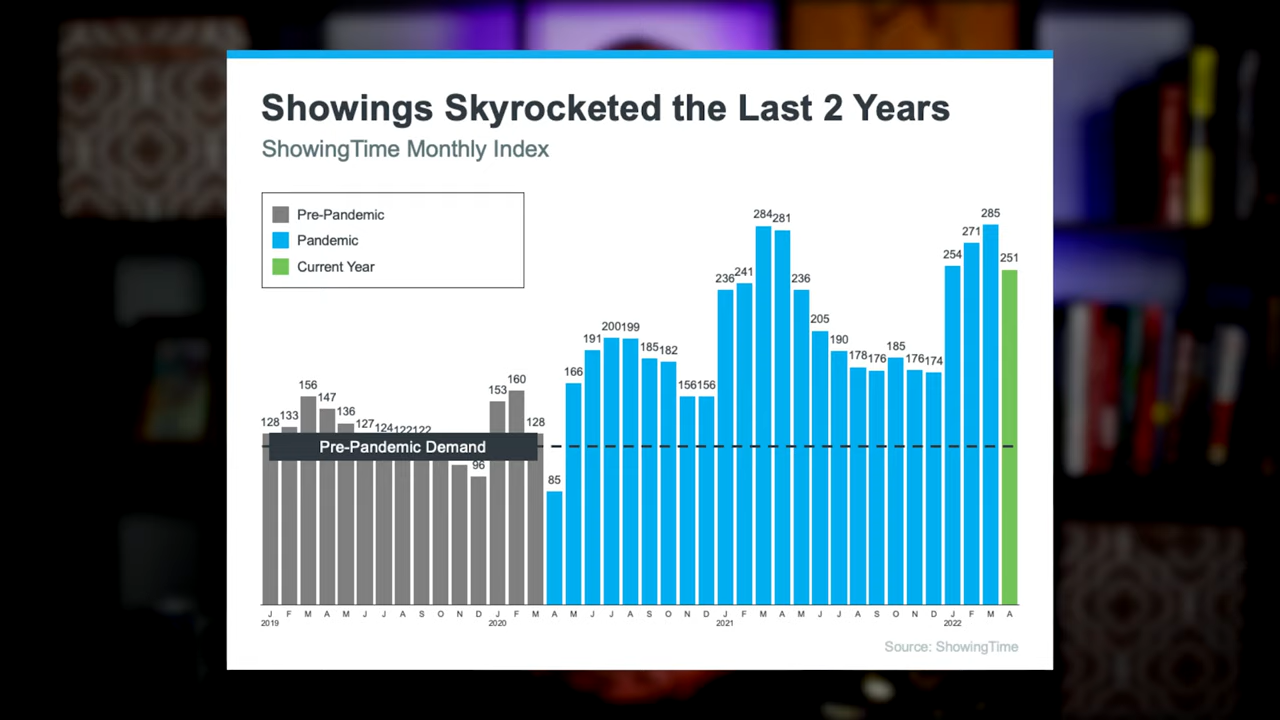 Showings Skyrocketed the Last 2 Years
ShowingTime Monthly Index
Pre-Pandemic
Pandemic
Current Year
128 133 156 147 136 127 124 122 122 96 153 160 128 85 166 191 200 199 185 182 156 156 236 241 284 281 236 205 190 178 176 185 176 174 254 271 285 251
Pre-Pandemic Demand
J F M A M J J A S O N D J F M A M J J A S O N D J F M A M J J A S O N D J F M A
2019 2020 2021 2022
Source: ShowingTime